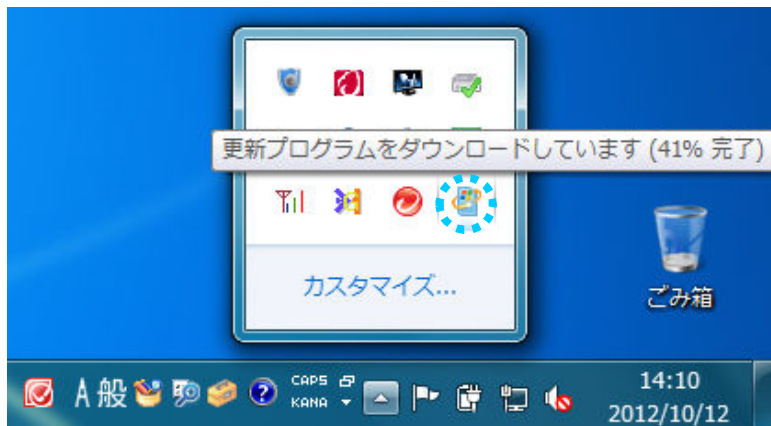 更新プログラムをダウンロードしています (41% 完了)
カスタマイズ...
ごみ箱
A 般
CAPS
KANA
14:10
2012/10/12